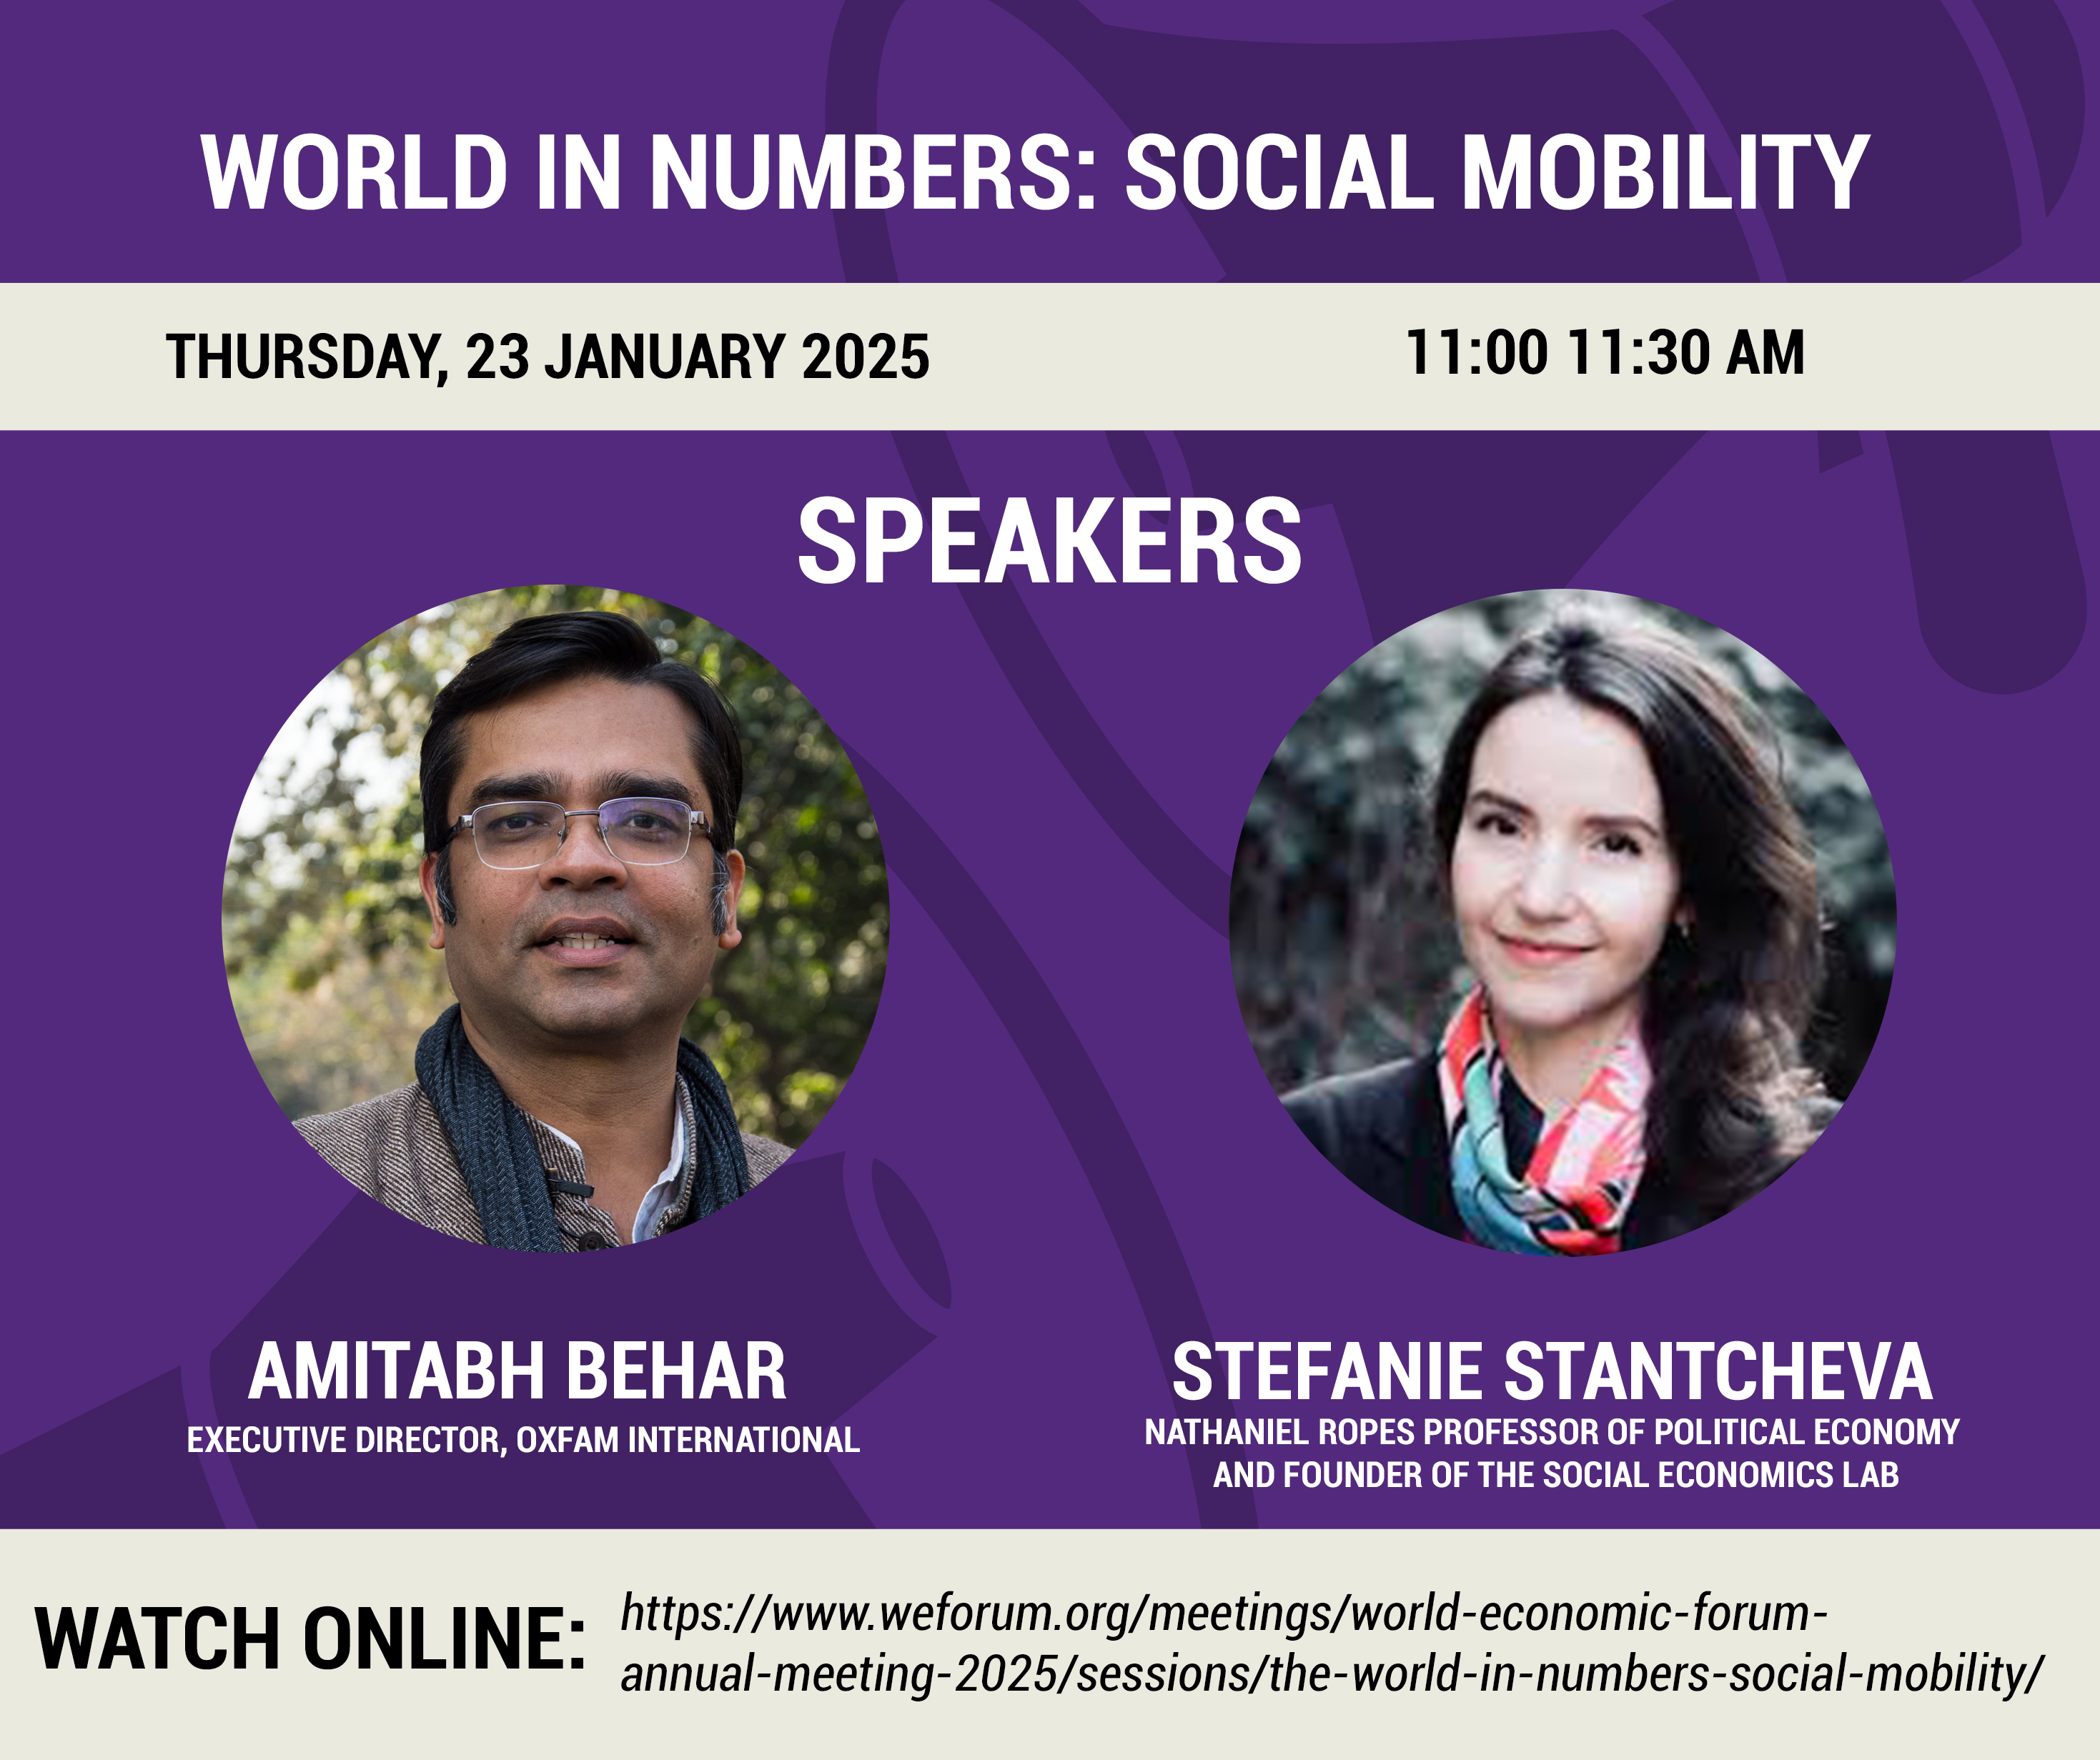 WORLD IN NUMBERS: SOCIAL MOBILITY
THURSDAY, 23 JANUARY 2025
11:00 11:30 AM
SPEAKERS
AMITABH BEHAR
EXECUTIVE DIRECTOR, OXFAM INTERNATIONAL
STEFANIE STANTCHEVA
NATHANIEL ROPES PROFESSOR OF POLITICAL ECONOMY
AND FOUNDER OF THE SOCIAL ECONOMICS LAB
WATCH ONLINE:
https://www.weforum.org/meetings/world-economic-forum-
annual-meeting-2025/sessions/the-world-in-numbers-social-mobility/